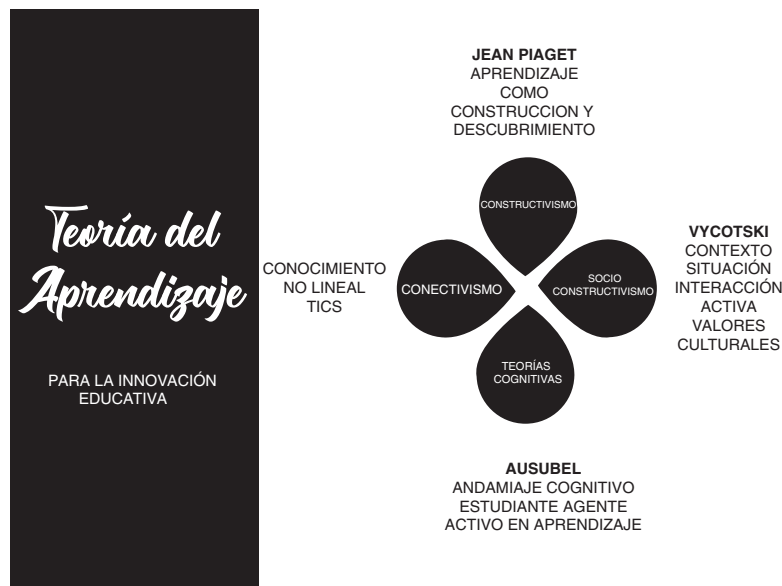 Teoría del
Aprendizaje
PARA LA INNOVACIÓN
EDUCATIVA
JEAN PIAGET
APRENDIZAJE
COMO
CONSTRUCCION Y
DESCUBRIMIENTO
CONSTRUCTIVISMO
CONOCIMIENTO
NO LINEAL
TICS
CONECTIVISMO
SOCIO
CONSTRUCTIVISMO
VYCOTSKI
CONTEXTO
SITUACIÓN
INTERACCIÓN
ACTIVA
VALORES
CULTURALES
TEORÍAS
COGNITIVAS
AUSUBEL
ANDAMIAJE COGNITIVO
ESTUDIANTE AGENTE
ACTIVO EN APRENDIZAJE